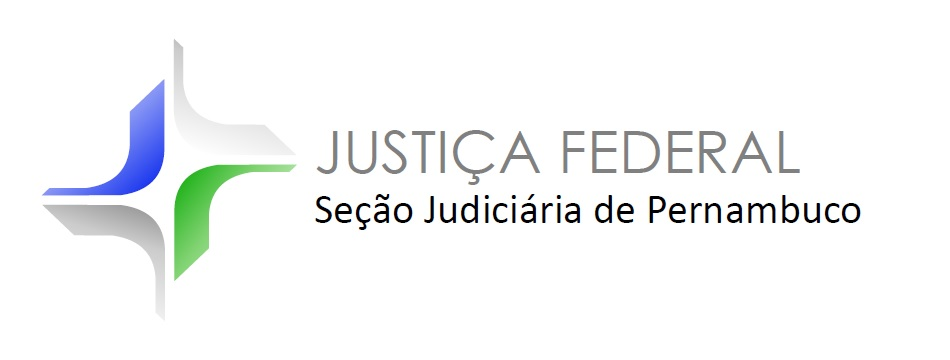 JUSTIÇA FEDERAL
Seção Judiciária de Pernambuco